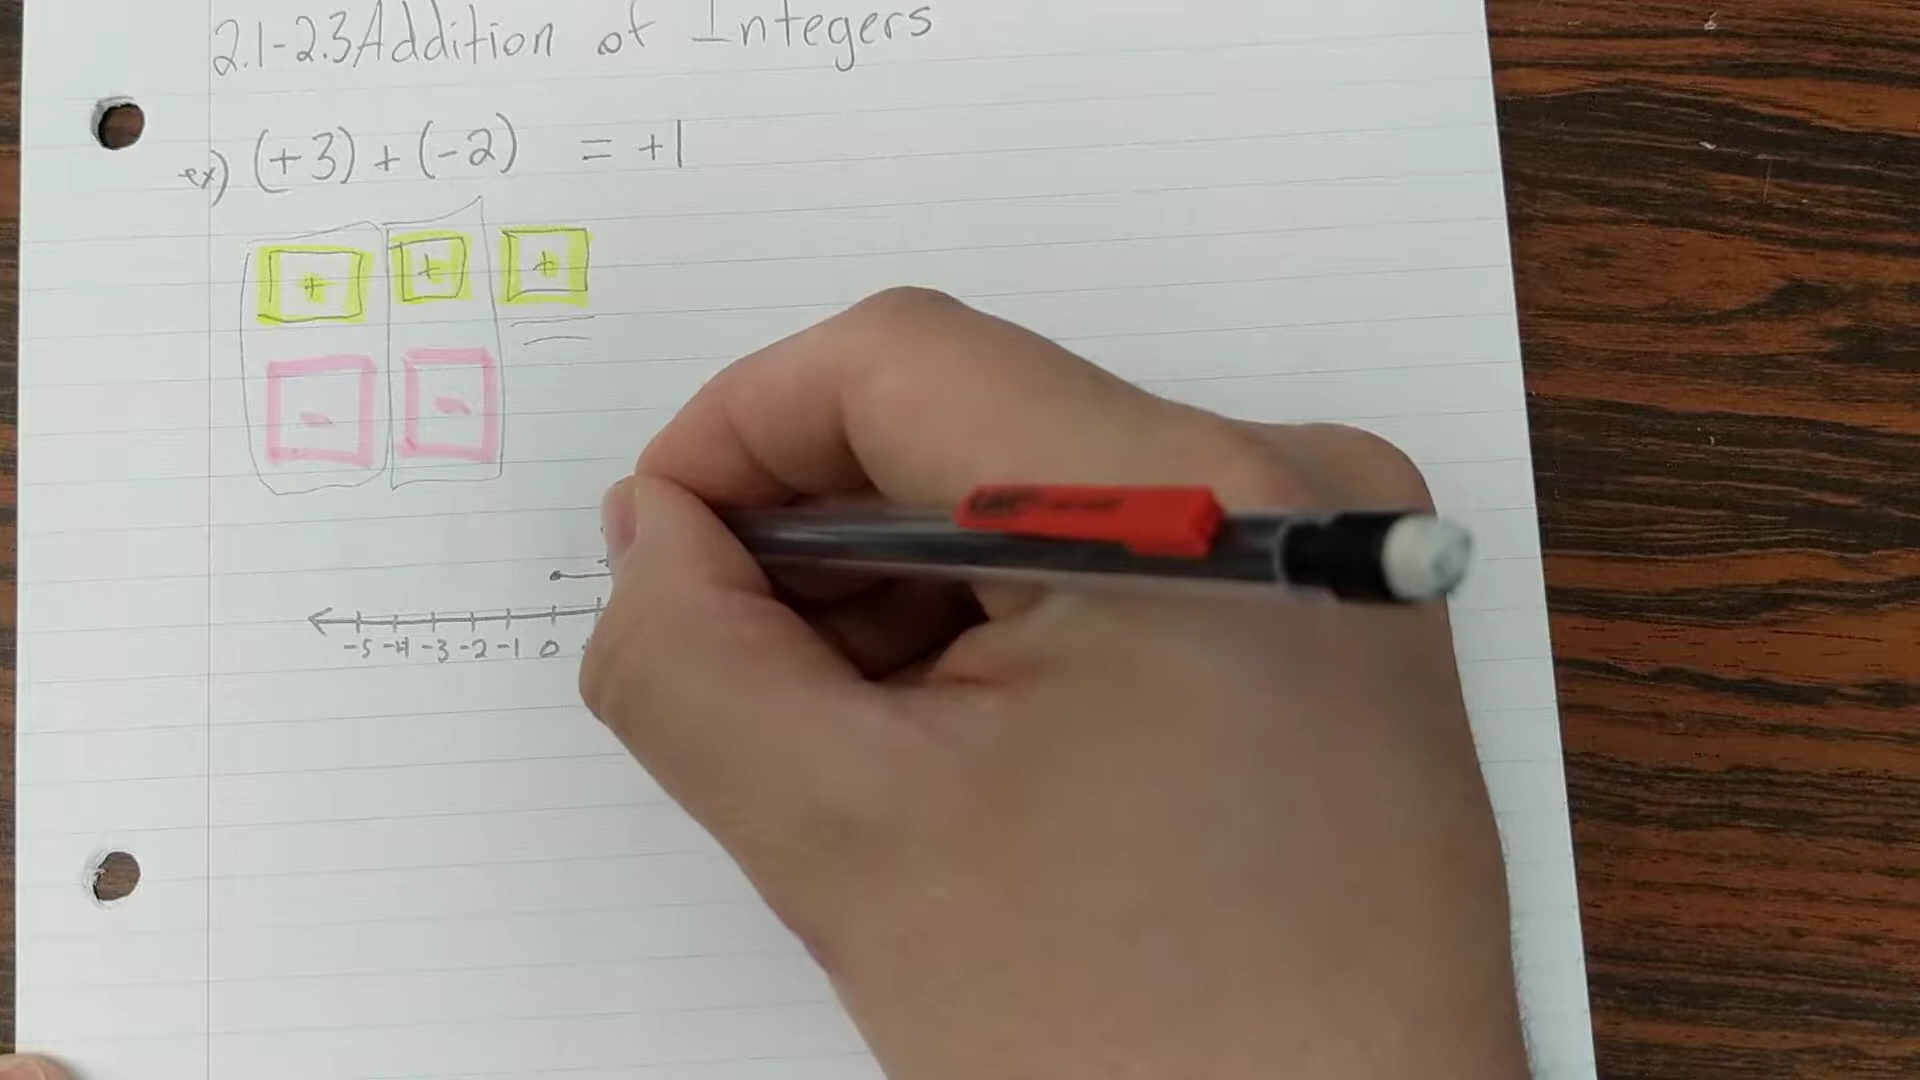 2.1-2.3 Addition of Integers
ex) (+3) + (-2) = +1
+ + +
- -
-5 -4 -3 -2 -1 0